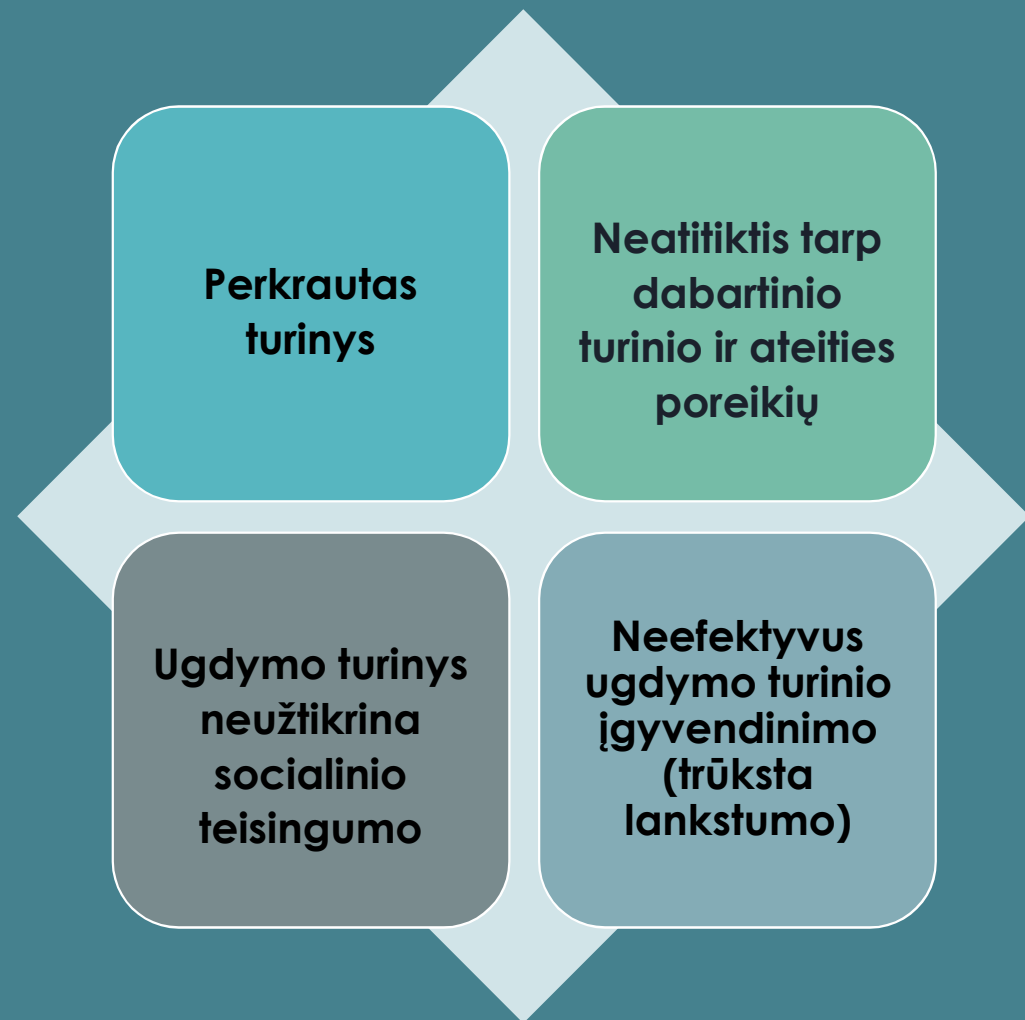 Perkrautas
turinys
Neatitiktis tarp
dabartinio
turinio ir ateities
poreikių
Ugdymo turinys
neužtikrina
socialinio
teisingumo
Neefektyvus
ugdymo turinio
įgyvendinimo
(trūksta
lankstumo)